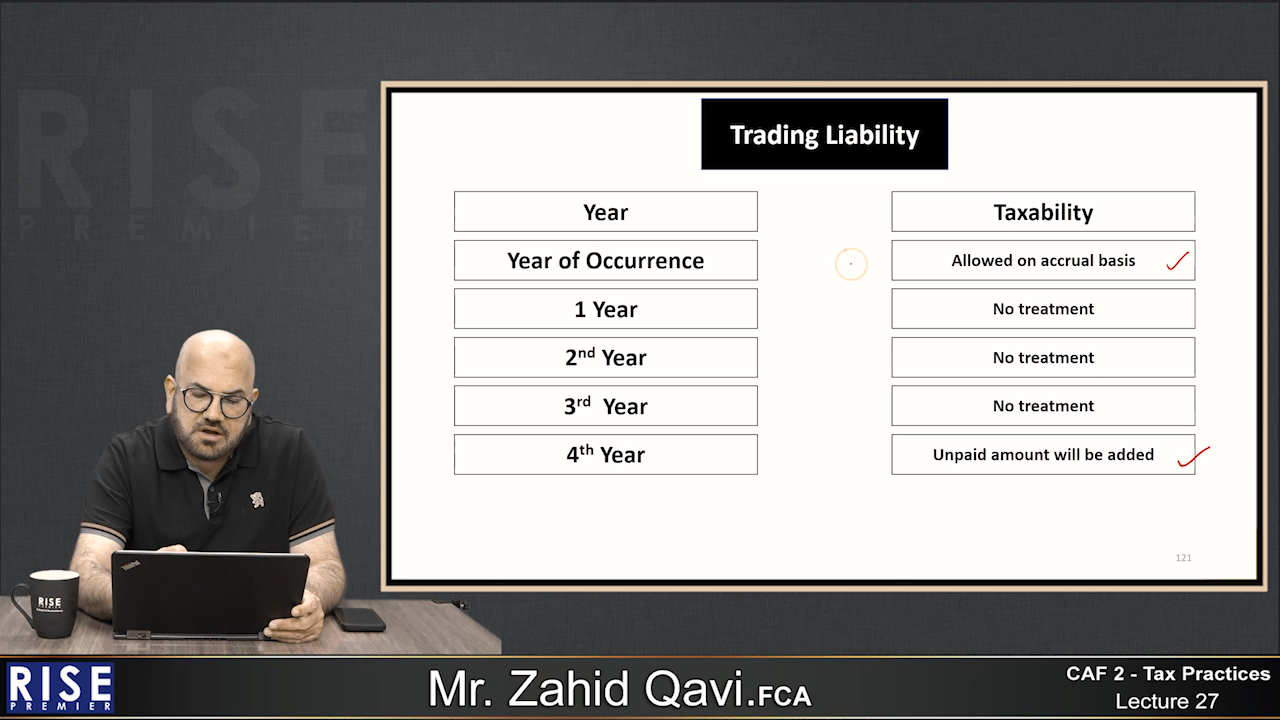 RISE
PREMIER
Trading Liability
Year
Taxability
Year of Occurrence
Allowed on accrual basis
1 Year
No treatment
2nd Year
No treatment
3rd Year
No treatment
4th Year
Unpaid amount will be added
121
ThinkPad
RISE
RISE
PREMIER
Mr. Zahid Qavi.FCA
CAF 2 - Tax Practices
Lecture 27